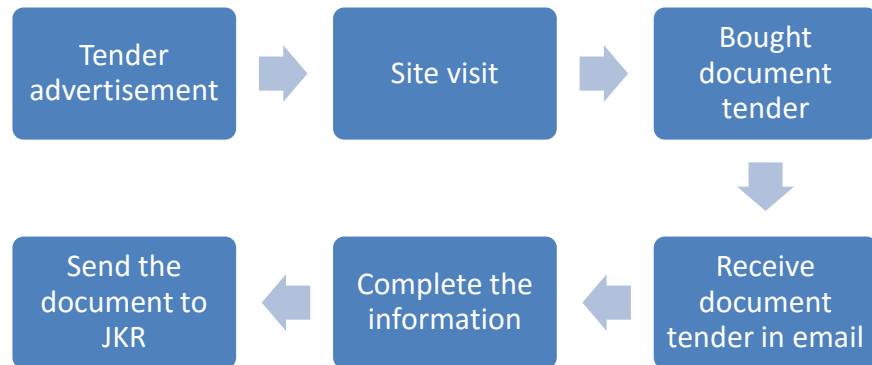 Tender
advertisement
Site visit
Bought
document
tender
Receive
document
tender in email
Complete the
information
Send the
document to
JKR